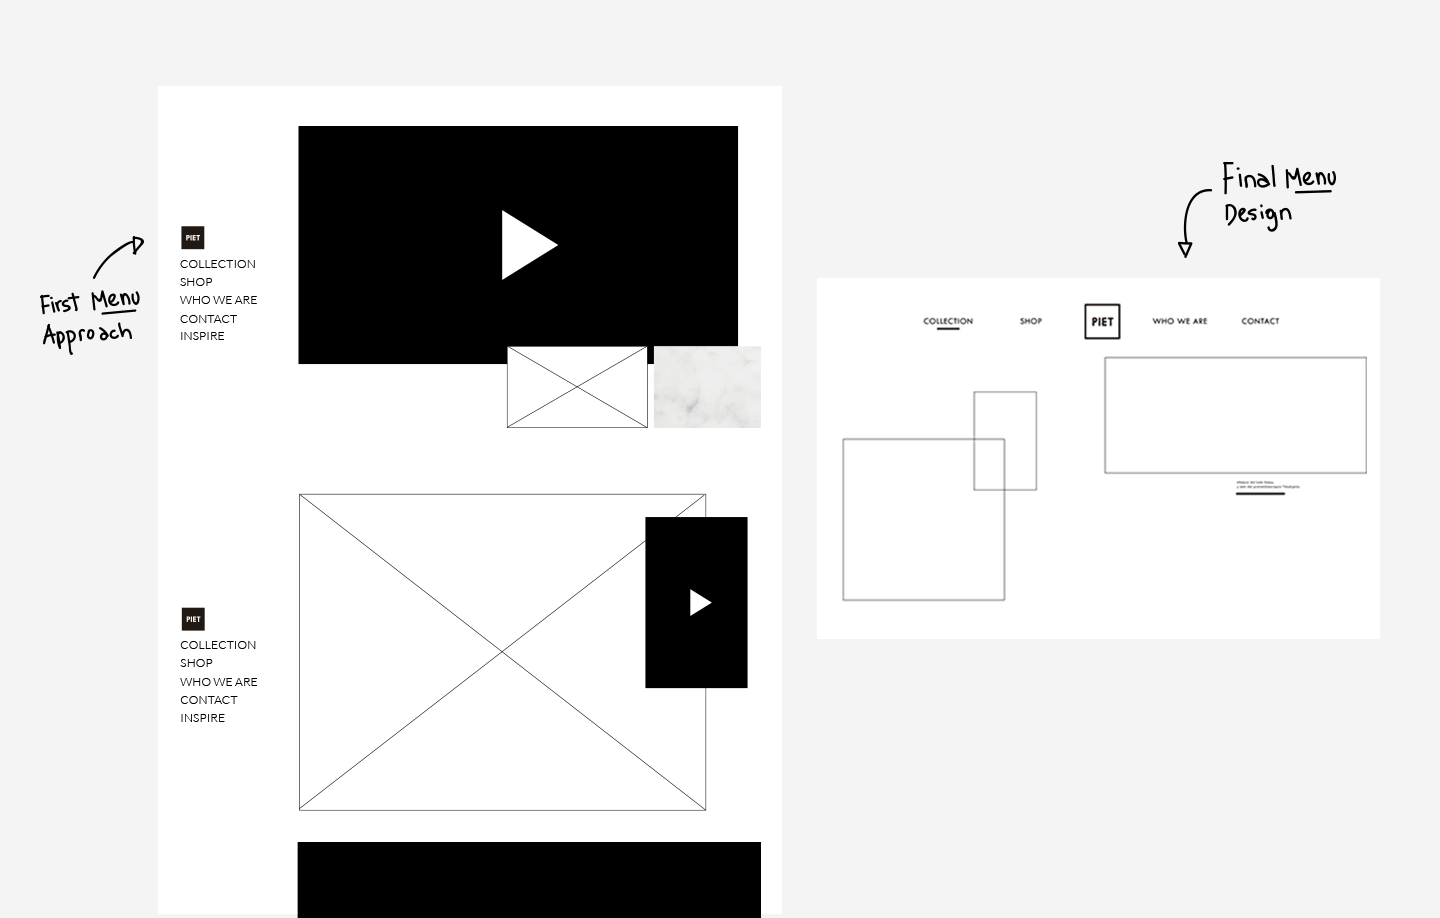 First Menu
Approach
PIET
COLLECTION
SHOP
WHO WE ARE
CONTACT
INSPIRE
PIET
COLLECTION
SHOP
WHO WE ARE
CONTACT
INSPIRE
Final Menu
Design
COLLECTION SHOP PIET WHO WE ARE CONTACT